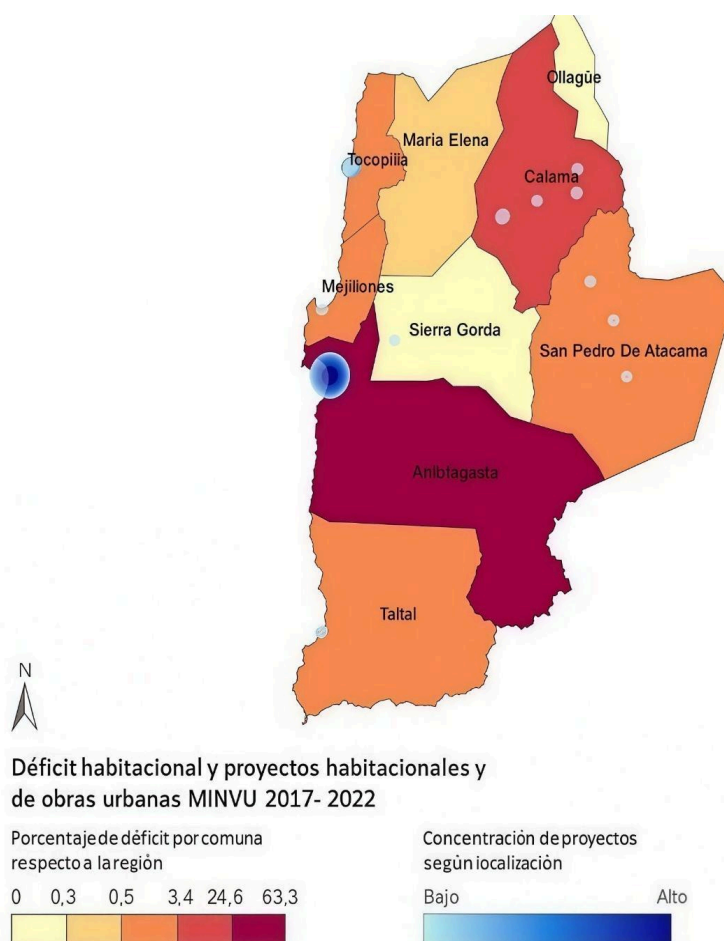 Ollagüe
Maria Elena
Tocopiiia
Calama
Mejiliones
Sierra Gorda
San Pedro De Atacama
Anibfagasta
Taltal
N
Déficit habitacional y proyectos habitacionales y
de obras urbanas MINVU 2017- 2022
Porcentaje de déficit por comuna
respecto a la región
0 0,3 0,5 3,4 24,6 63,3
Concentración de proyectos
según iocalización
Bajo Alto